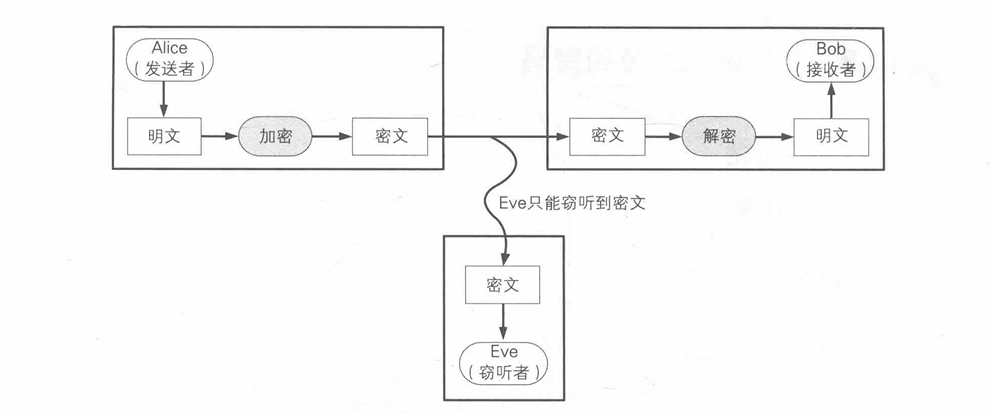 Alice
（发送者）
明文
加密
密文
Bob
（接收者）
密文
解密
明文
Eve只能窃听到密文
密文
Eve
（窃听者）